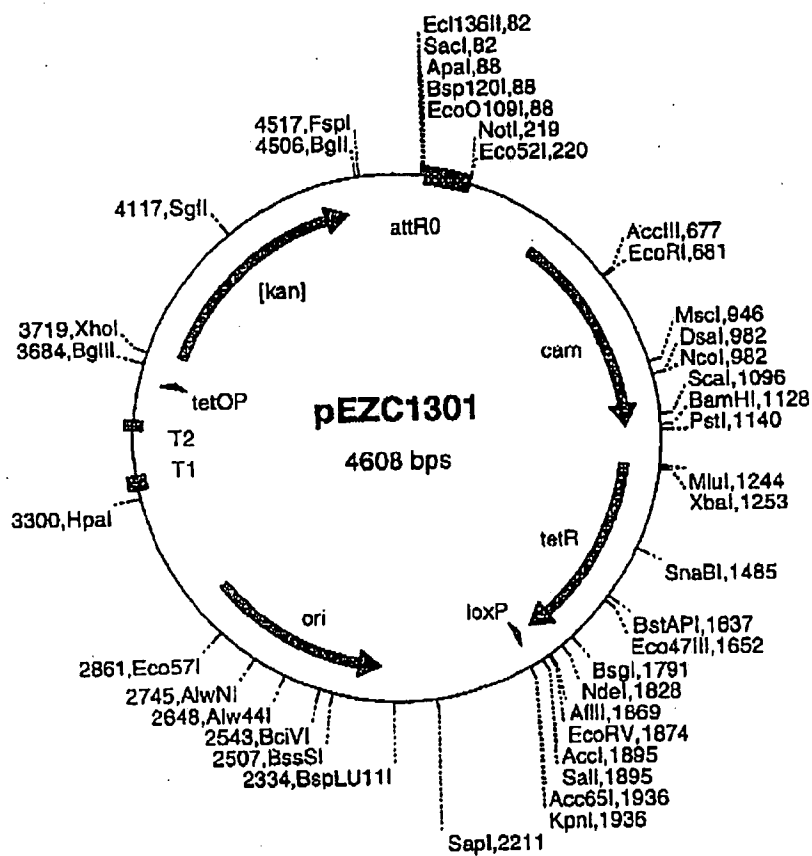 Ecl136II,82
SacI,82
ApaI,88
Bsp120I,88
EcoO109I,88
NotI,219
Eco52I,220
4517,FspI
4506,BglI
4117,SgfI
attR0
AccIII,677
EcoRI,681
[kan]
cam
MscI,946
DsaI,982
NcoI,982
ScaI,1096
BamHI,1128
PstI,1140
3719,XhoI
3684,BglII
tetOP
pEZC1301
4608 bps
T2
T1
MluI,1244
XbaI,1253
3300,HpaI
tetR
SnaBI,1485
loxP
ori
BstAPI,1637
Eco47III,1652
BsgI,1791
NdeI,1828
AflII,1869
EcoRV,1874
AccI,1895
SalI,1895
Acc65I,1936
KpnI,1936
2861,Eco57I
2745,AlwNI
2648,Alw44I
2543,BciVI
2507,BssSI
2334,BspLU11I
SapI,2211